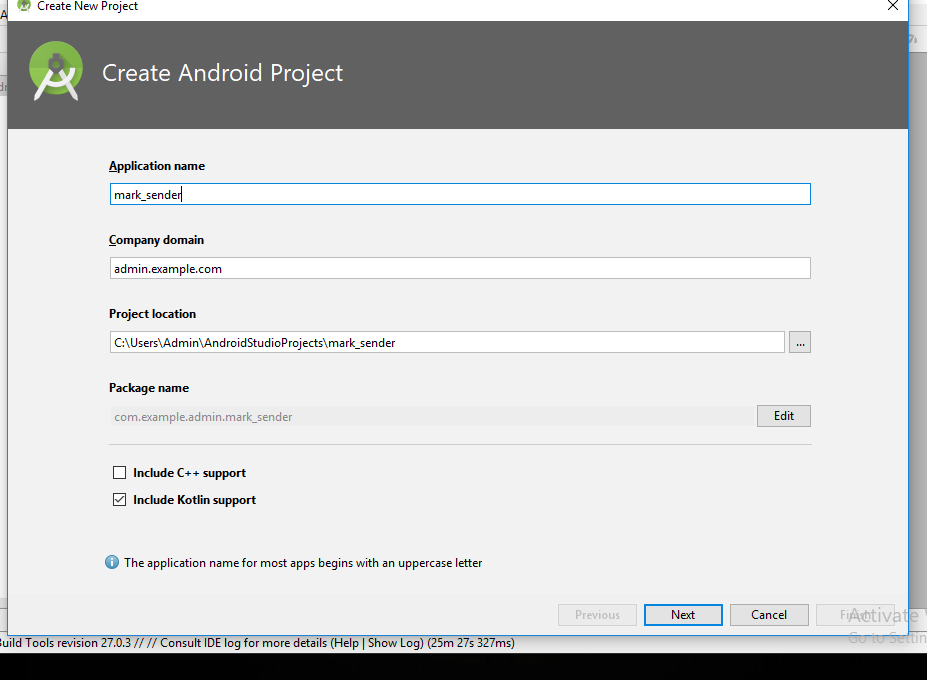 Create New Project
Create Android Project
Application name
mark_sender
Company domain
admin.example.com
Project location
C:\Users\Admin\AndroidStudioProjects\mark_sender
...
Package name
com.example.admin.mark_sender
Edit
Include C++ support
Include Kotlin support
The application name for most apps begins with an uppercase letter
Previous
Next
Cancel
Finish
Activate
Go to Settin
Build Tools revision 27.0.3 // // Consult IDE log for more details (Help | Show Log) (25m 27s 327ms)